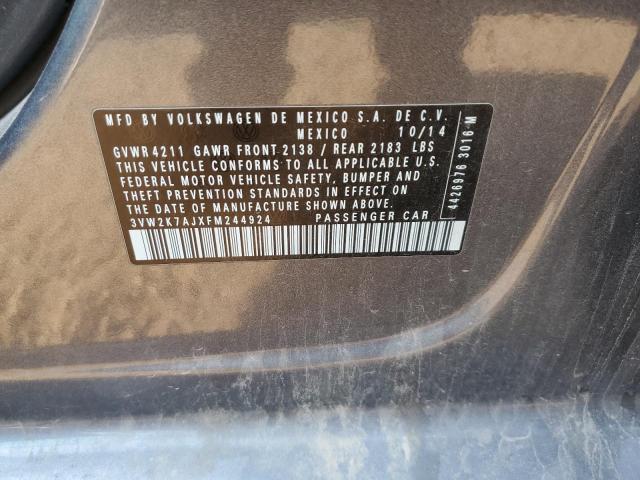 MFD BY VOLKSWAGEN DE MEXICO S.A. DE C.V.
MEXICO 10/14
GVWR 4211 GAWR FRONT 2138 / REAR 2183 LBS
THIS VEHICLE CONFORMS TO ALL APPLICABLE U.S.
FEDERAL MOTOR VEHICLE SAFETY, BUMPER AND
THEFT PREVENTION STANDARDS IN EFFECT ON
THE DATE OF MANUFACTURE SHOWN ABOVE.
3VW2K7AJXFM244924 PASSENGER CAR
4426976 3016 M